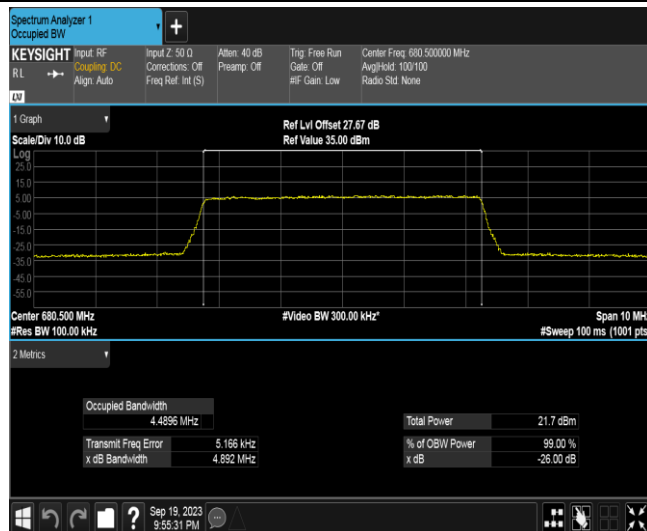 Spectrum Analyzer 1
Occupied BW
+
KEYSIGHT
RL
Input: RF
Coupling: DC
Align: Auto
Input Z: 50 Ω
Corrections: Off
Freq Ref: Int (S)
Atten: 40 dB
Preamp: Off
Trig: Free Run
Gate: Off
#IF Gain: Low
Center Freq: 680.500000 MHz
Avg|Hold: 100/100
Radio Std: None
1 Graph
Scale/Div 10.0 dB
Ref Lvl Offset 27.67 dB
Ref Value 35.00 dBm
Log
25.0
15.0
5.00
-5.00
-15.0
-25.0
-35.0
-45.0
-55.0
Center 680.500 MHz
#Res BW 100.00 kHz
#Video BW 300.00 kHz*
Span 10 MHz
#Sweep 100 ms (1001 pts
2 Metrics
Occupied Bandwidth
4.4896 MHz
Transmit Freq Error 5.166 kHz
x dB Bandwidth 4.892 MHz
Total Power 21.7 dBm
% of OBW Power 99.00 %
x dB -26.00 dB
?
Sep 19, 2023
9:55:31 PM